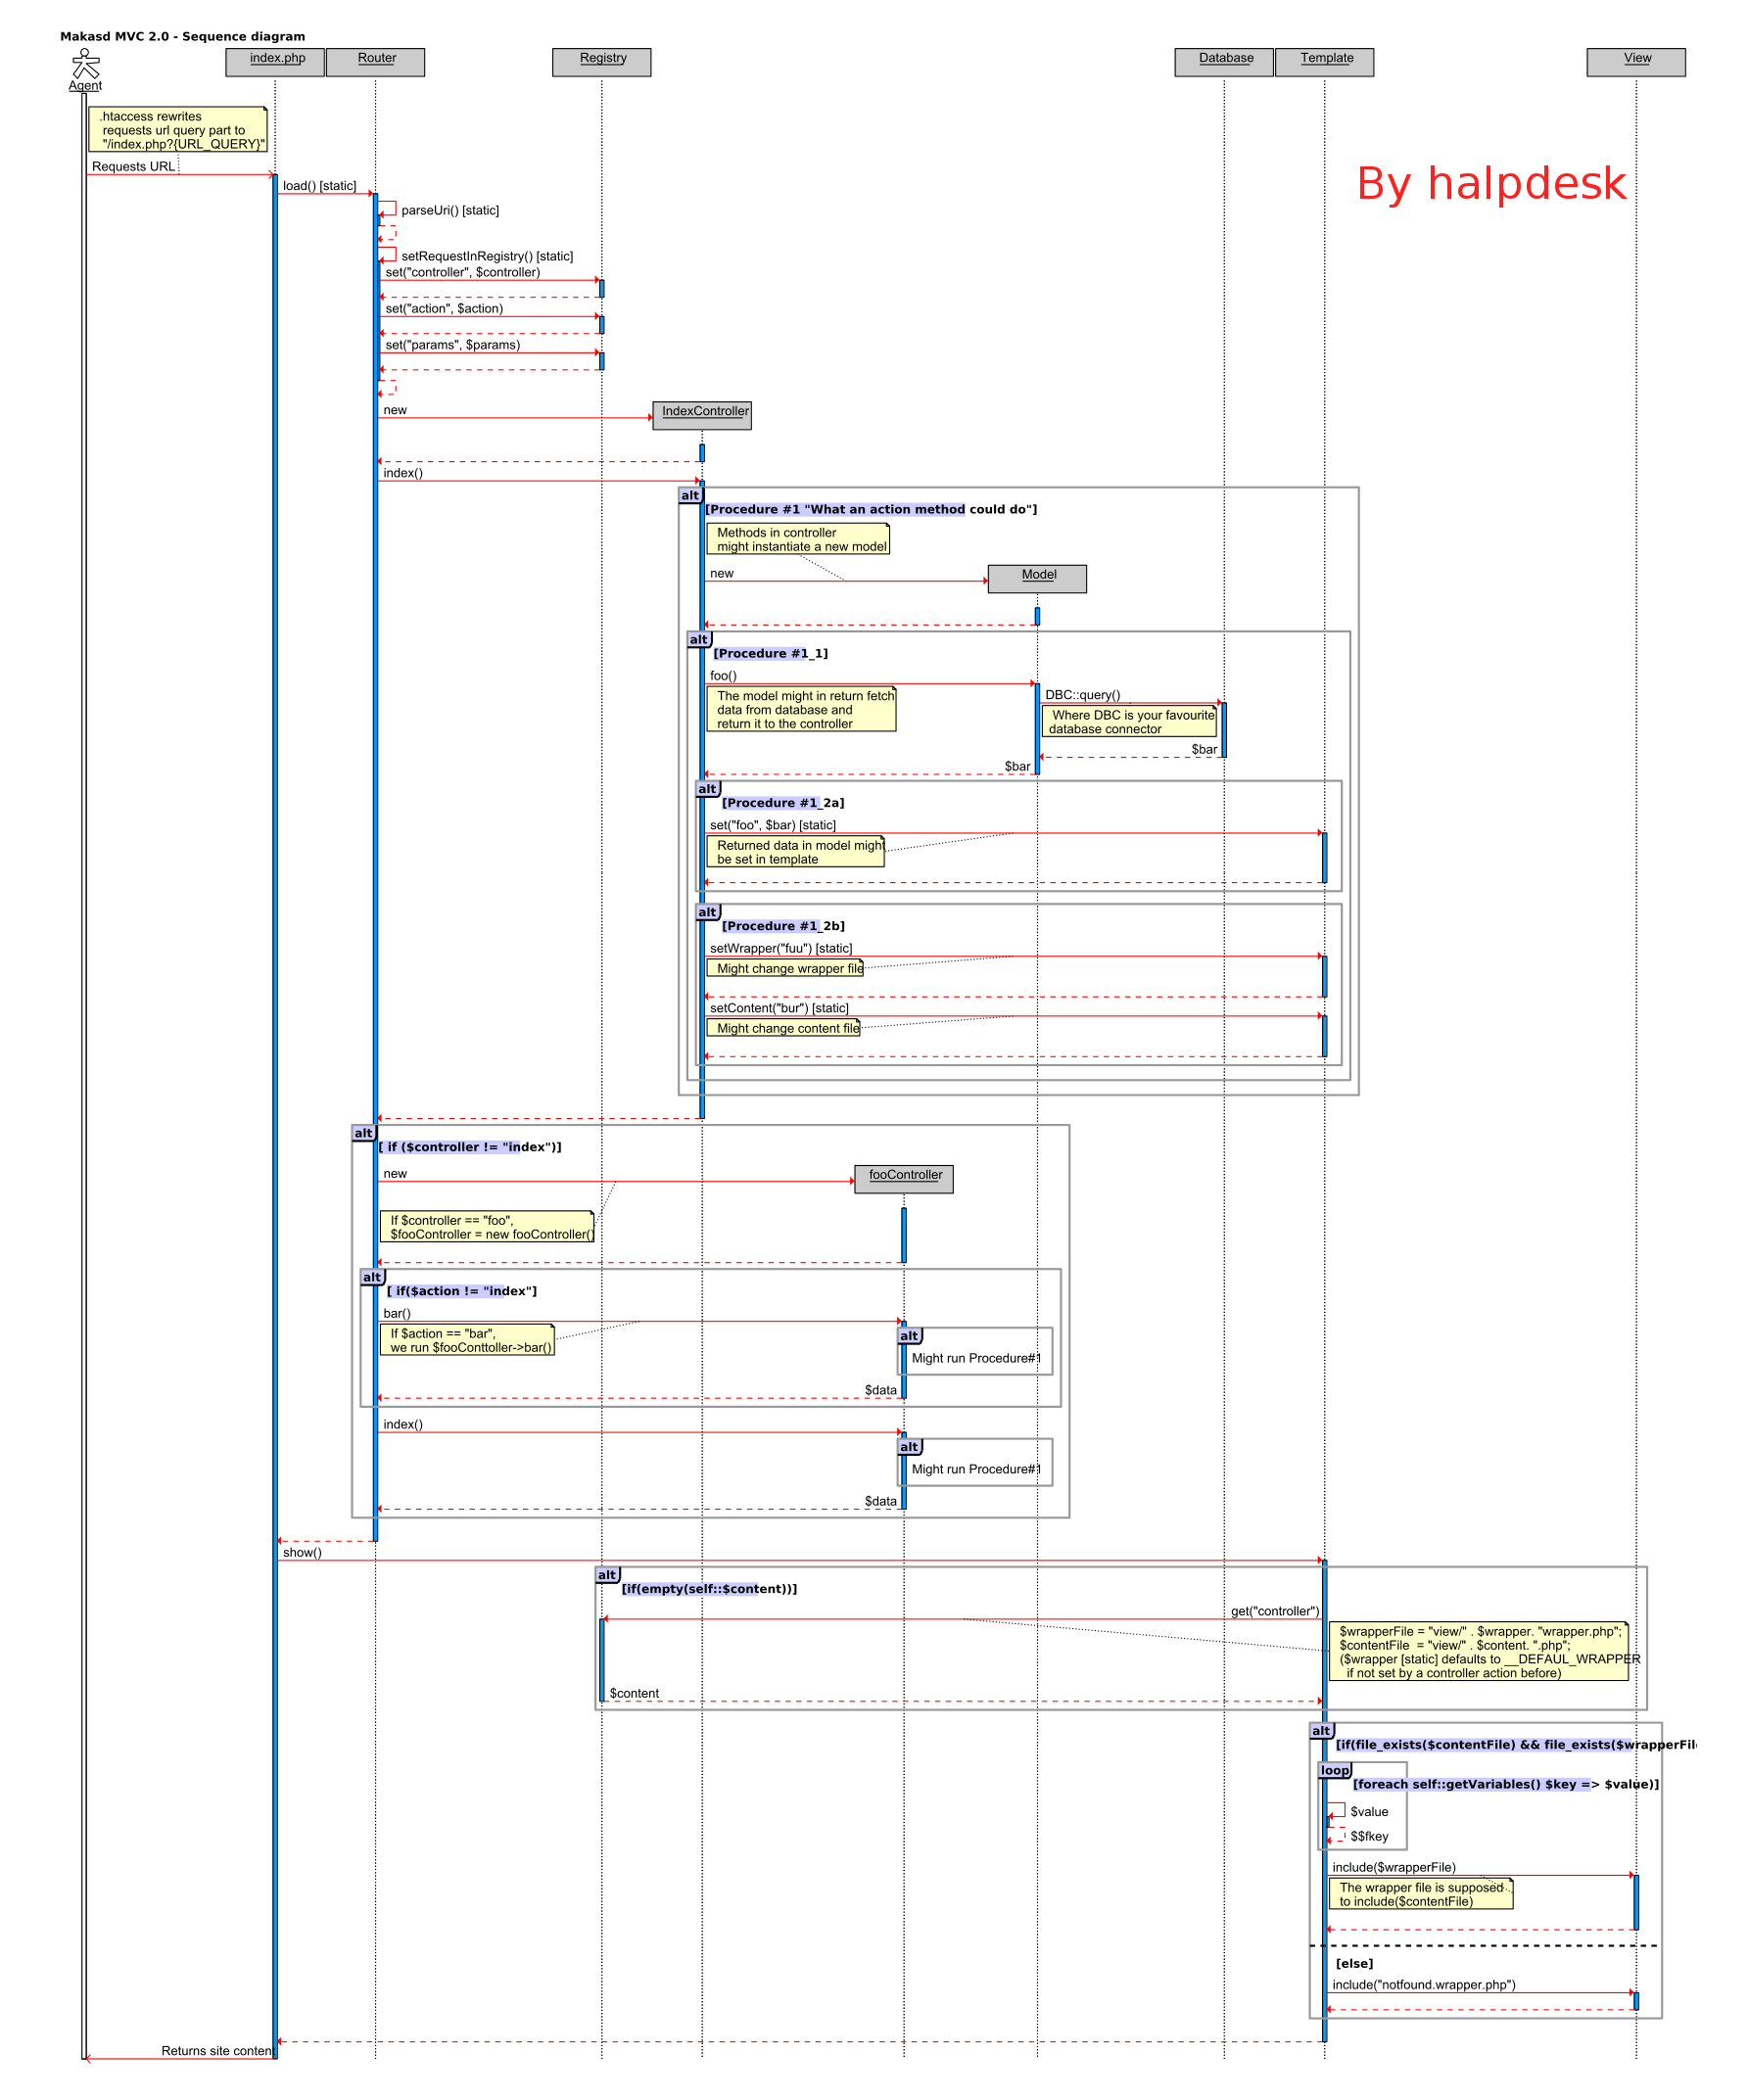 Makasd MVC 2.0 - Sequence diagram
Agent
index.php
Router
Registry
Database
Template
View
.htaccess rewrites
requests url query part to
"/index.php?{URL_QUERY}"
Requests URL
By halpdesk
load() [static]
parseUri() [static]
setRequestInRegistry() [static]
set("controller", $controller)
set("action", $action)
set("params", $params)
new
IndexController
index()
alt
[Procedure #1 "What an action method could do"]
Methods in controller
might instantiate a new model
new
Model
alt
[Procedure #1_1]
foo()
The model might in return fetch
data from database and
return it to the controller
DBC::query()
Where DBC is your favourite
database connector
$bar
$bar
alt
[Procedure #1_2a]
set("foo", $bar) [static]
Returned data in model might
be set in template
alt
[Procedure #1_2b]
setWrapper("fuu") [static]
Might change wrapper file
setContent("bur") [static]
Might change content file
alt
[ if ($controller != "index")]
new
fooController
If $controller == "foo",
$fooController = new fooController()
alt
[ if($action != "index"]
bar()
If $action == "bar",
we run $fooConttoller->bar()
alt
Might run Procedure#1
$data
index()
alt
Might run Procedure#1
$data
show()
alt
[if(empty(self::$content))]
get("controller")
$wrapperFile = "view/" . $wrapper. "wrapper.php";
$contentFile  = "view/" . $content. ".php";
($wrapper [static] defaults to __DEFAUL_WRAPPER
if not set by a controller action before)
$content
alt
[if(file_exists($contentFile) && file_exists($wrapperFil
loop
[foreach self::getVariables() $key => $value)]
$value
$$fkey
include($wrapperFile)
The wrapper file is supposed
to include($contentFile)
[else]
include("notfound.wrapper.php")
Returns site content